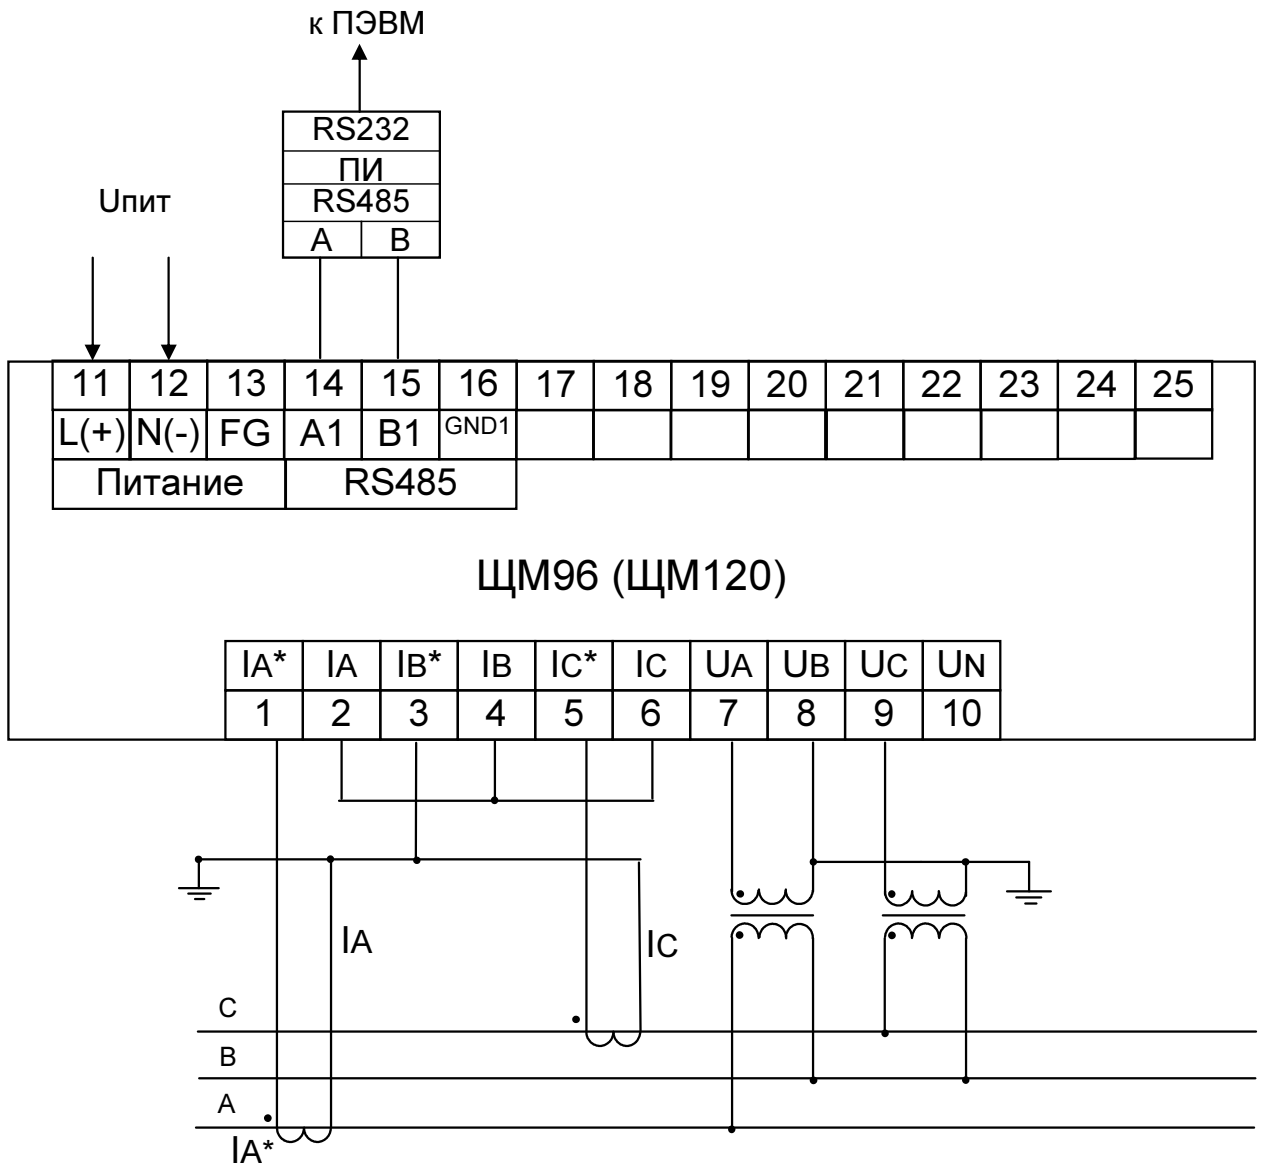 к ПЭВМ
RS232
ПИ
RS485
A B
Uпит
11 12 13 14 15 16 17 18 19 20 21 22 23 24 25
L(+) N(-) FG A1 B1 GND1
Питание RS485
ЩМ96 (ЩМ120)
IA* IA IB* IB IC* IC UA UB UC UN
1 2 3 4 5 6 7 8 9 10
IA IC
C
B
A
IA*